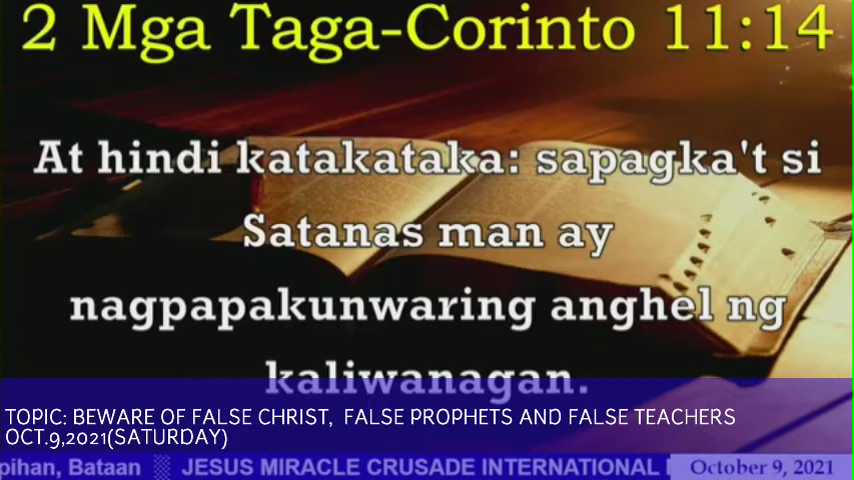 2 Mga Taga-Corinto 11:14
At hindi katakataka: sapagka't si
Satanas man ay
nagpapakunwaring anghel ng
kaliwanagan.
TOPIC: BEWARE OF FALSE CHRIST, FALSE PROPHETS AND FALSE TEACHERS
OCT.9,2021(SATURDAY)
Bataan ░ JESUS MIRACLE CRUSADE INTERNATIONAL
October 9, 2021